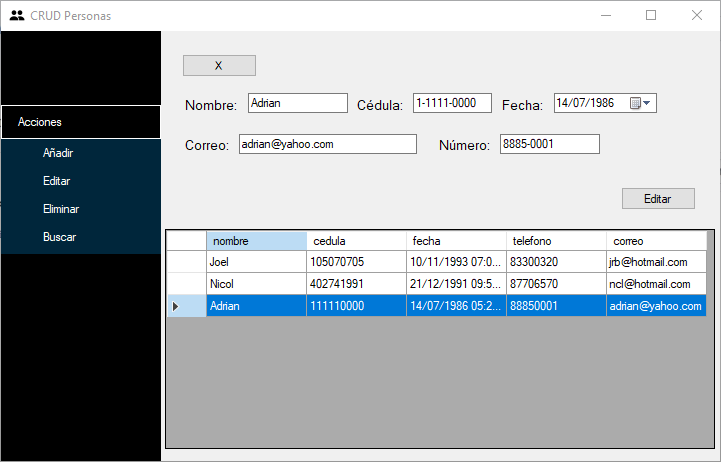 CRUD Personas
X
Acciones
Añadir
Editar
Eliminar
Buscar
Nombre: Adrian Cédula: 1-1111-0000 Fecha: 14/07/1986
Correo: adrian@yahoo.com Número: 8885-0001
Editar
nombre cedula fecha telefono correo
Joel 105070705 10/11/1993 07:0... 83300320 jrb@hotmail.com
Nicol 402741991 21/12/1991 09:5... 87706570 ncl@hotmail.com
Adrian 111110000 14/07/1986 05:2... 88850001 adrian@yahoo.com